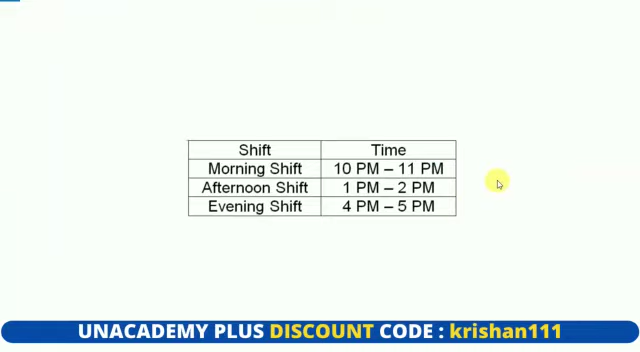 Shift Time
Morning Shift 10 PM – 11 PM
Afternoon Shift 1 PM – 2 PM
Evening Shift 4 PM – 5 PM
UNACADEMY PLUS DISCOUNT CODE : krishan111